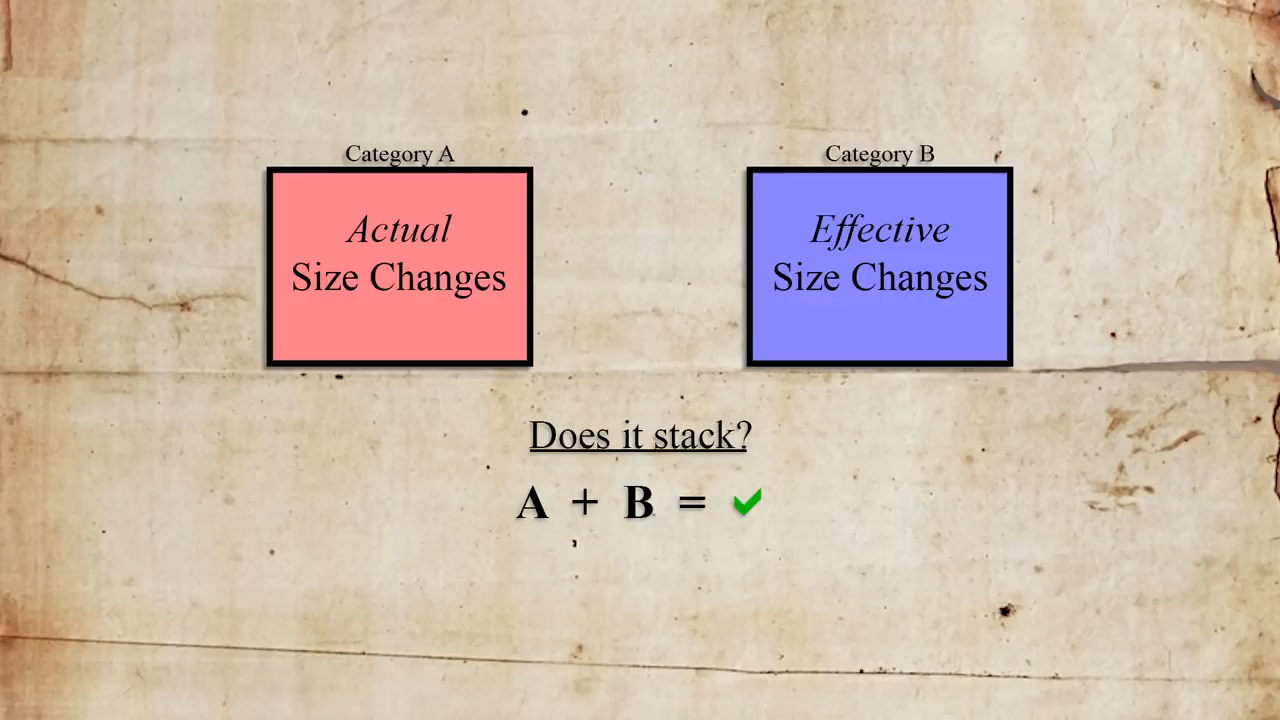 Category A
Actual
Size Changes
Category B
Effective
Size Changes
Does it stack?
A + B = ✔